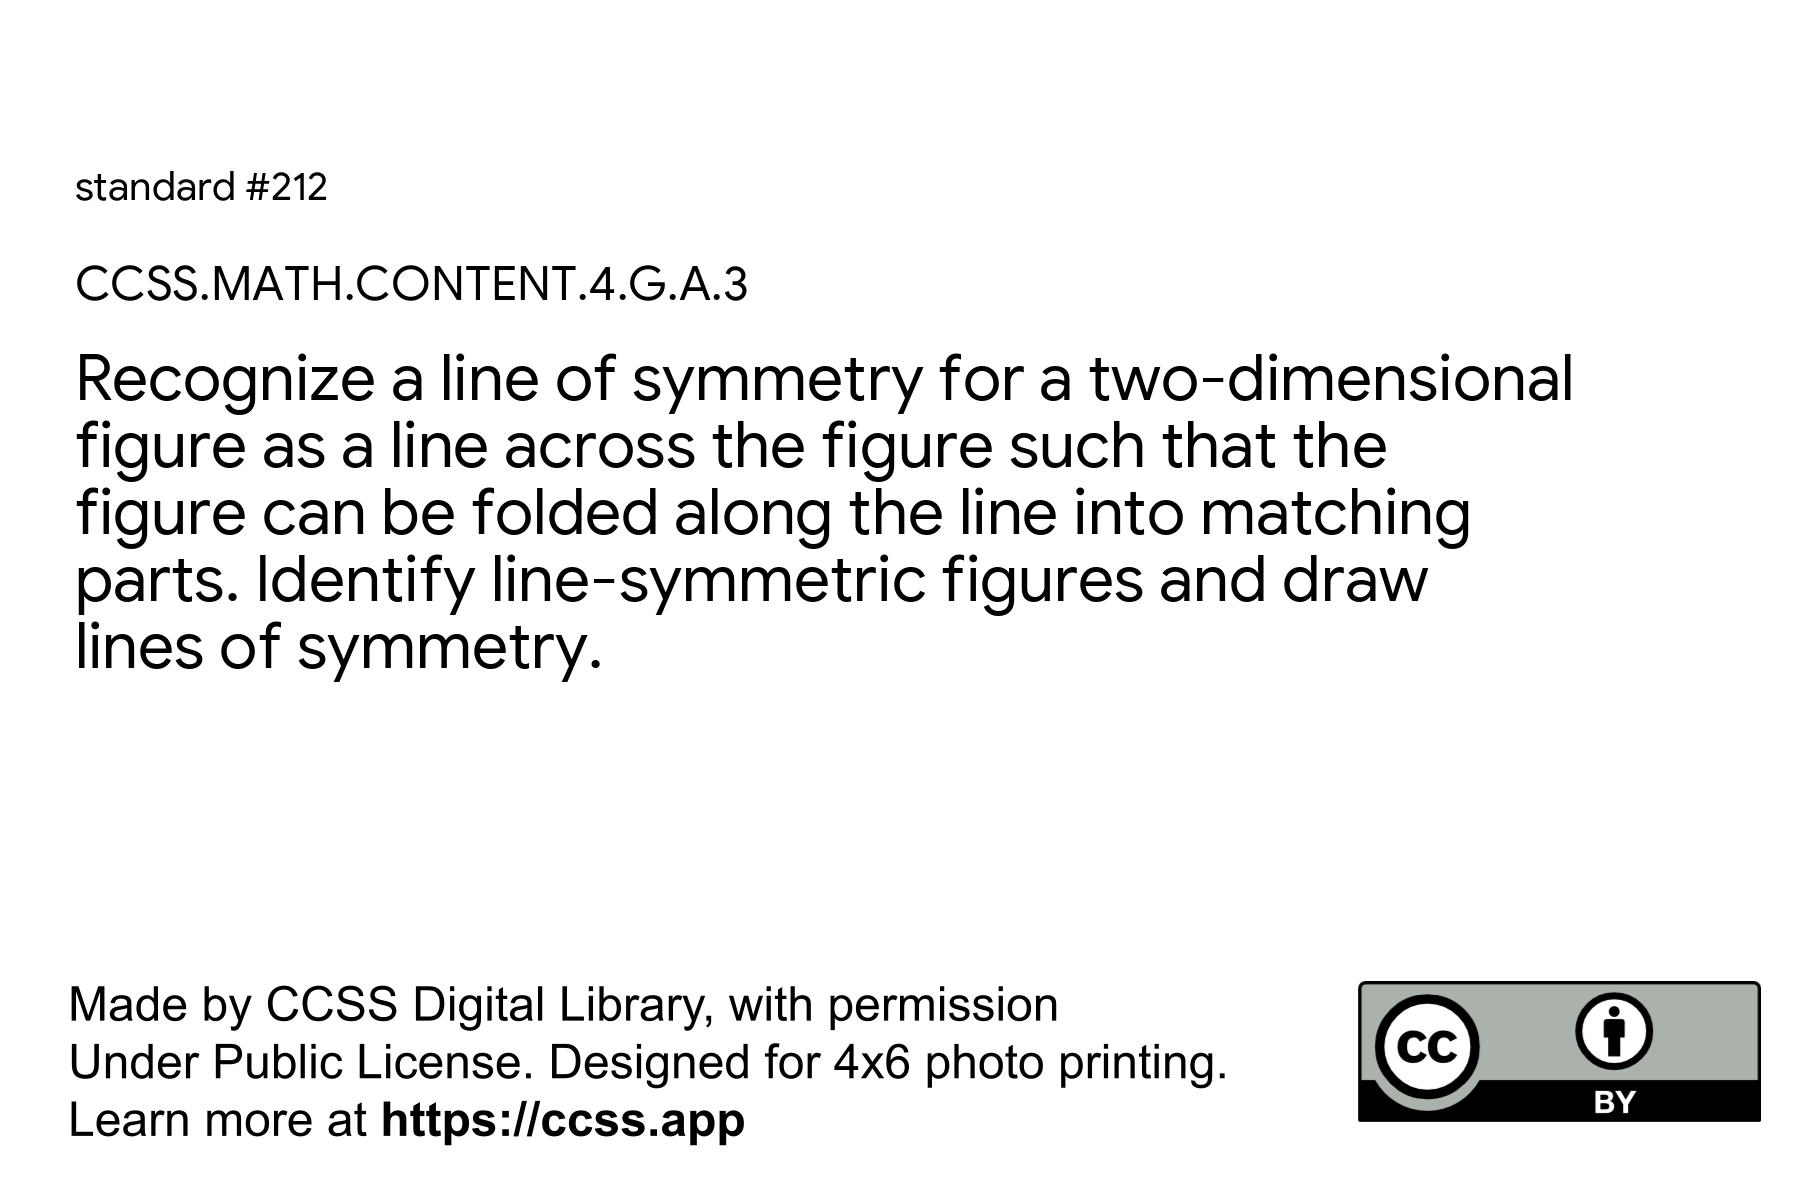 standard #212
CCSS.MATH.CONTENT.4.G.A.3
Recognize a line of symmetry for a two-dimensional
figure as a line across the figure such that the
figure can be folded along the line into matching
parts. Identify line-symmetric figures and draw
lines of symmetry.
Made by CCSS Digital Library, with permission
Under Public License. Designed for 4x6 photo printing.
Learn more at https://ccss.app
CC
BY